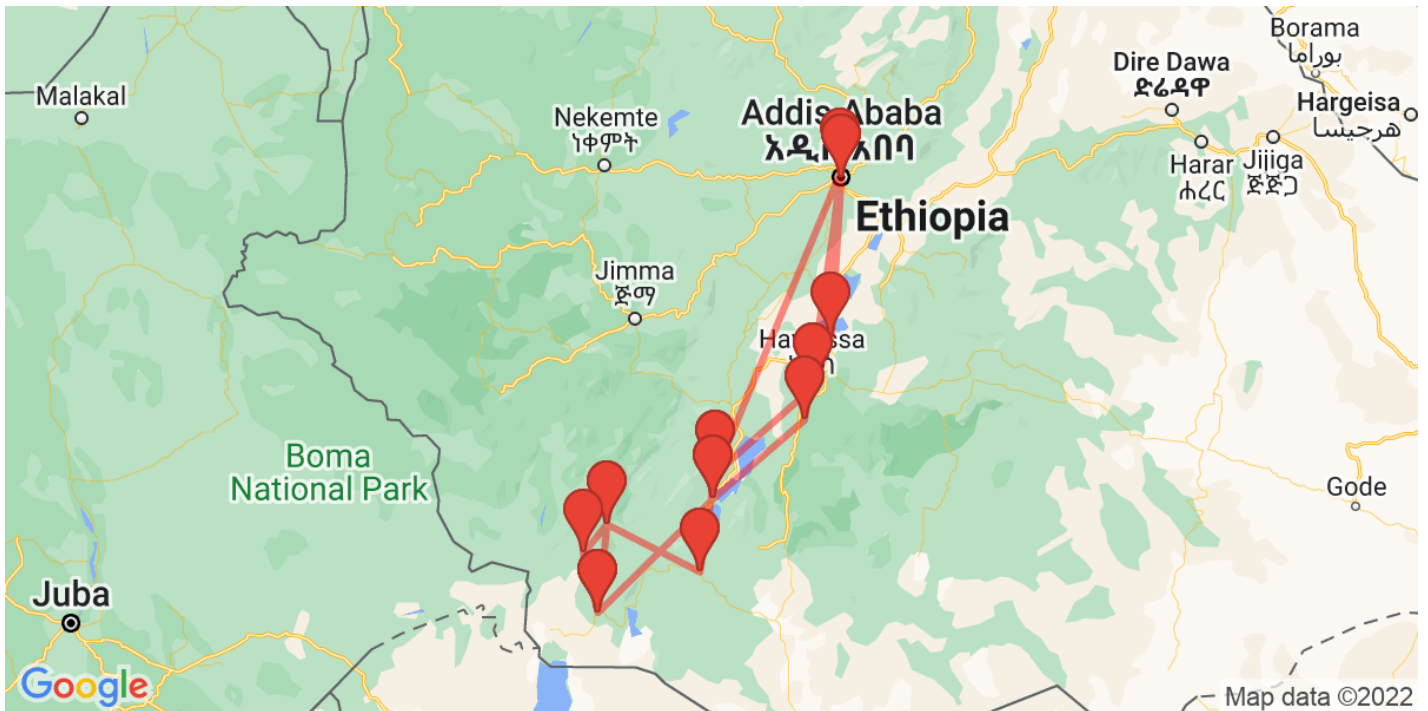 Borama
بوراما
Dire Dawa
ድሬዳዋ
Malakal
Hargeisa
هرجيسا
Nekemte
ነቀምት
Addis Ababa
Harar
ሐረር
Jijiga
ጅጅጋ
Ethiopia
Jimma
ጅማ
Boma
National Park
Gode
Juba
Google
Map data ©2022